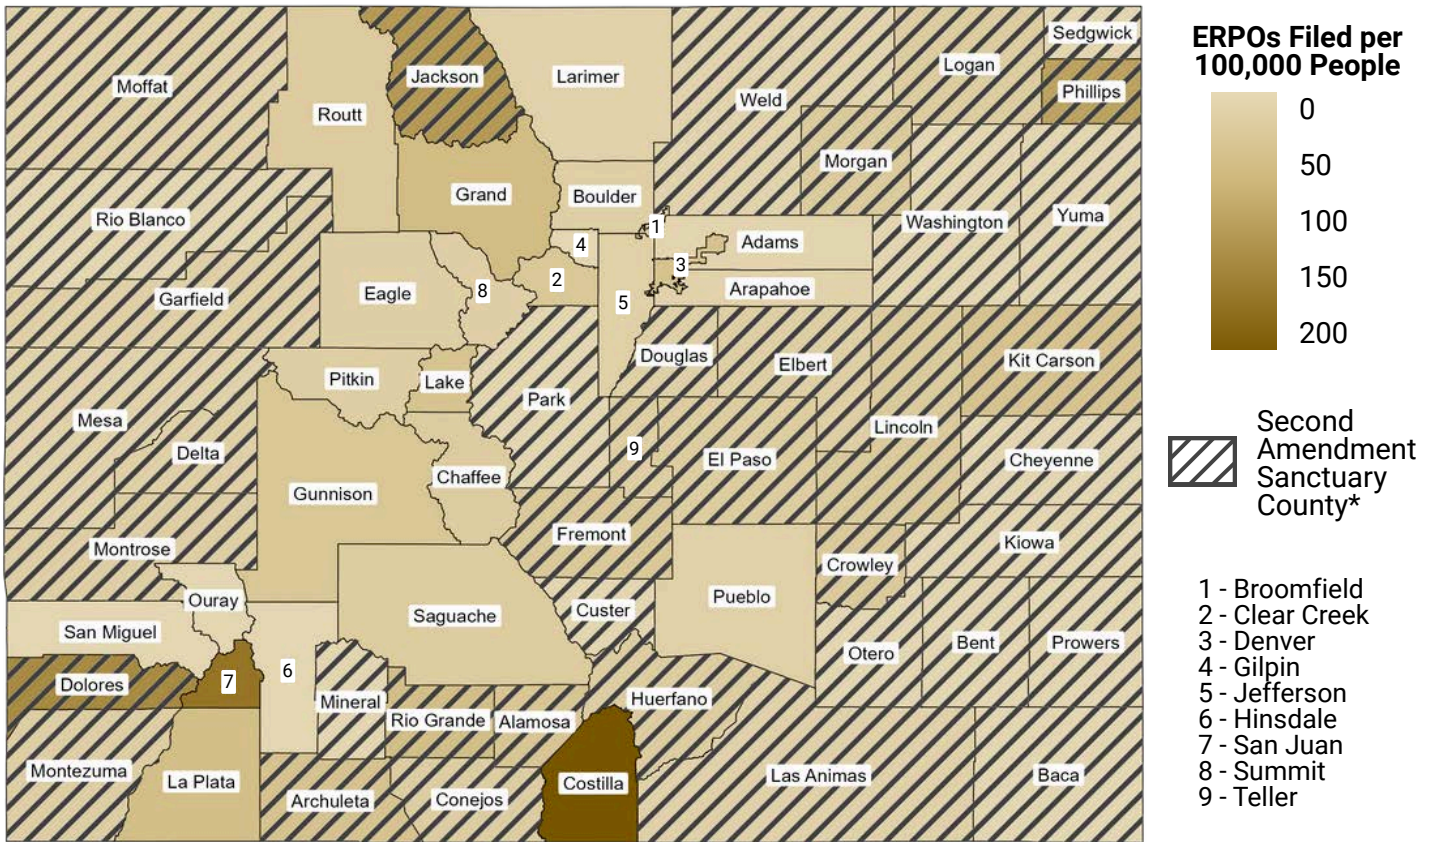 Moffat
Routt
Jackson
Larimer
Weld
Logan
Sedgwick
Phillips
Morgan
Rio Blanco
Grand
Boulder
Washington
Yuma
1
Adams
4
3
Garfield
Eagle
8
2
5
Arapahoe
Douglas
Elbert
Kit Carson
Pitkin
Lake
Park
Mesa
Delta
Gunnison
Chaffee
9
El Paso
Lincoln
Cheyenne
Montrose
Fremont
Crowley
Kiowa
Ouray
Saguache
Custer
Pueblo
San Miguel
Otero
Bent
Prowers
Dolores
7
6
Mineral
Rio Grande
Alamosa
Huerfano
Montezuma
La Plata
Archuleta
Conejos
Costilla
Las Animas
Baca
ERPOs Filed per
100,000 People
0
50
100
150
200
Second
Amendment
Sanctuary
County*
1 - Broomfield
2 - Clear Creek
3 - Denver
4 - Gilpin
5 - Jefferson
6 - Hinsdale
7 - San Juan
8 - Summit
9 - Teller